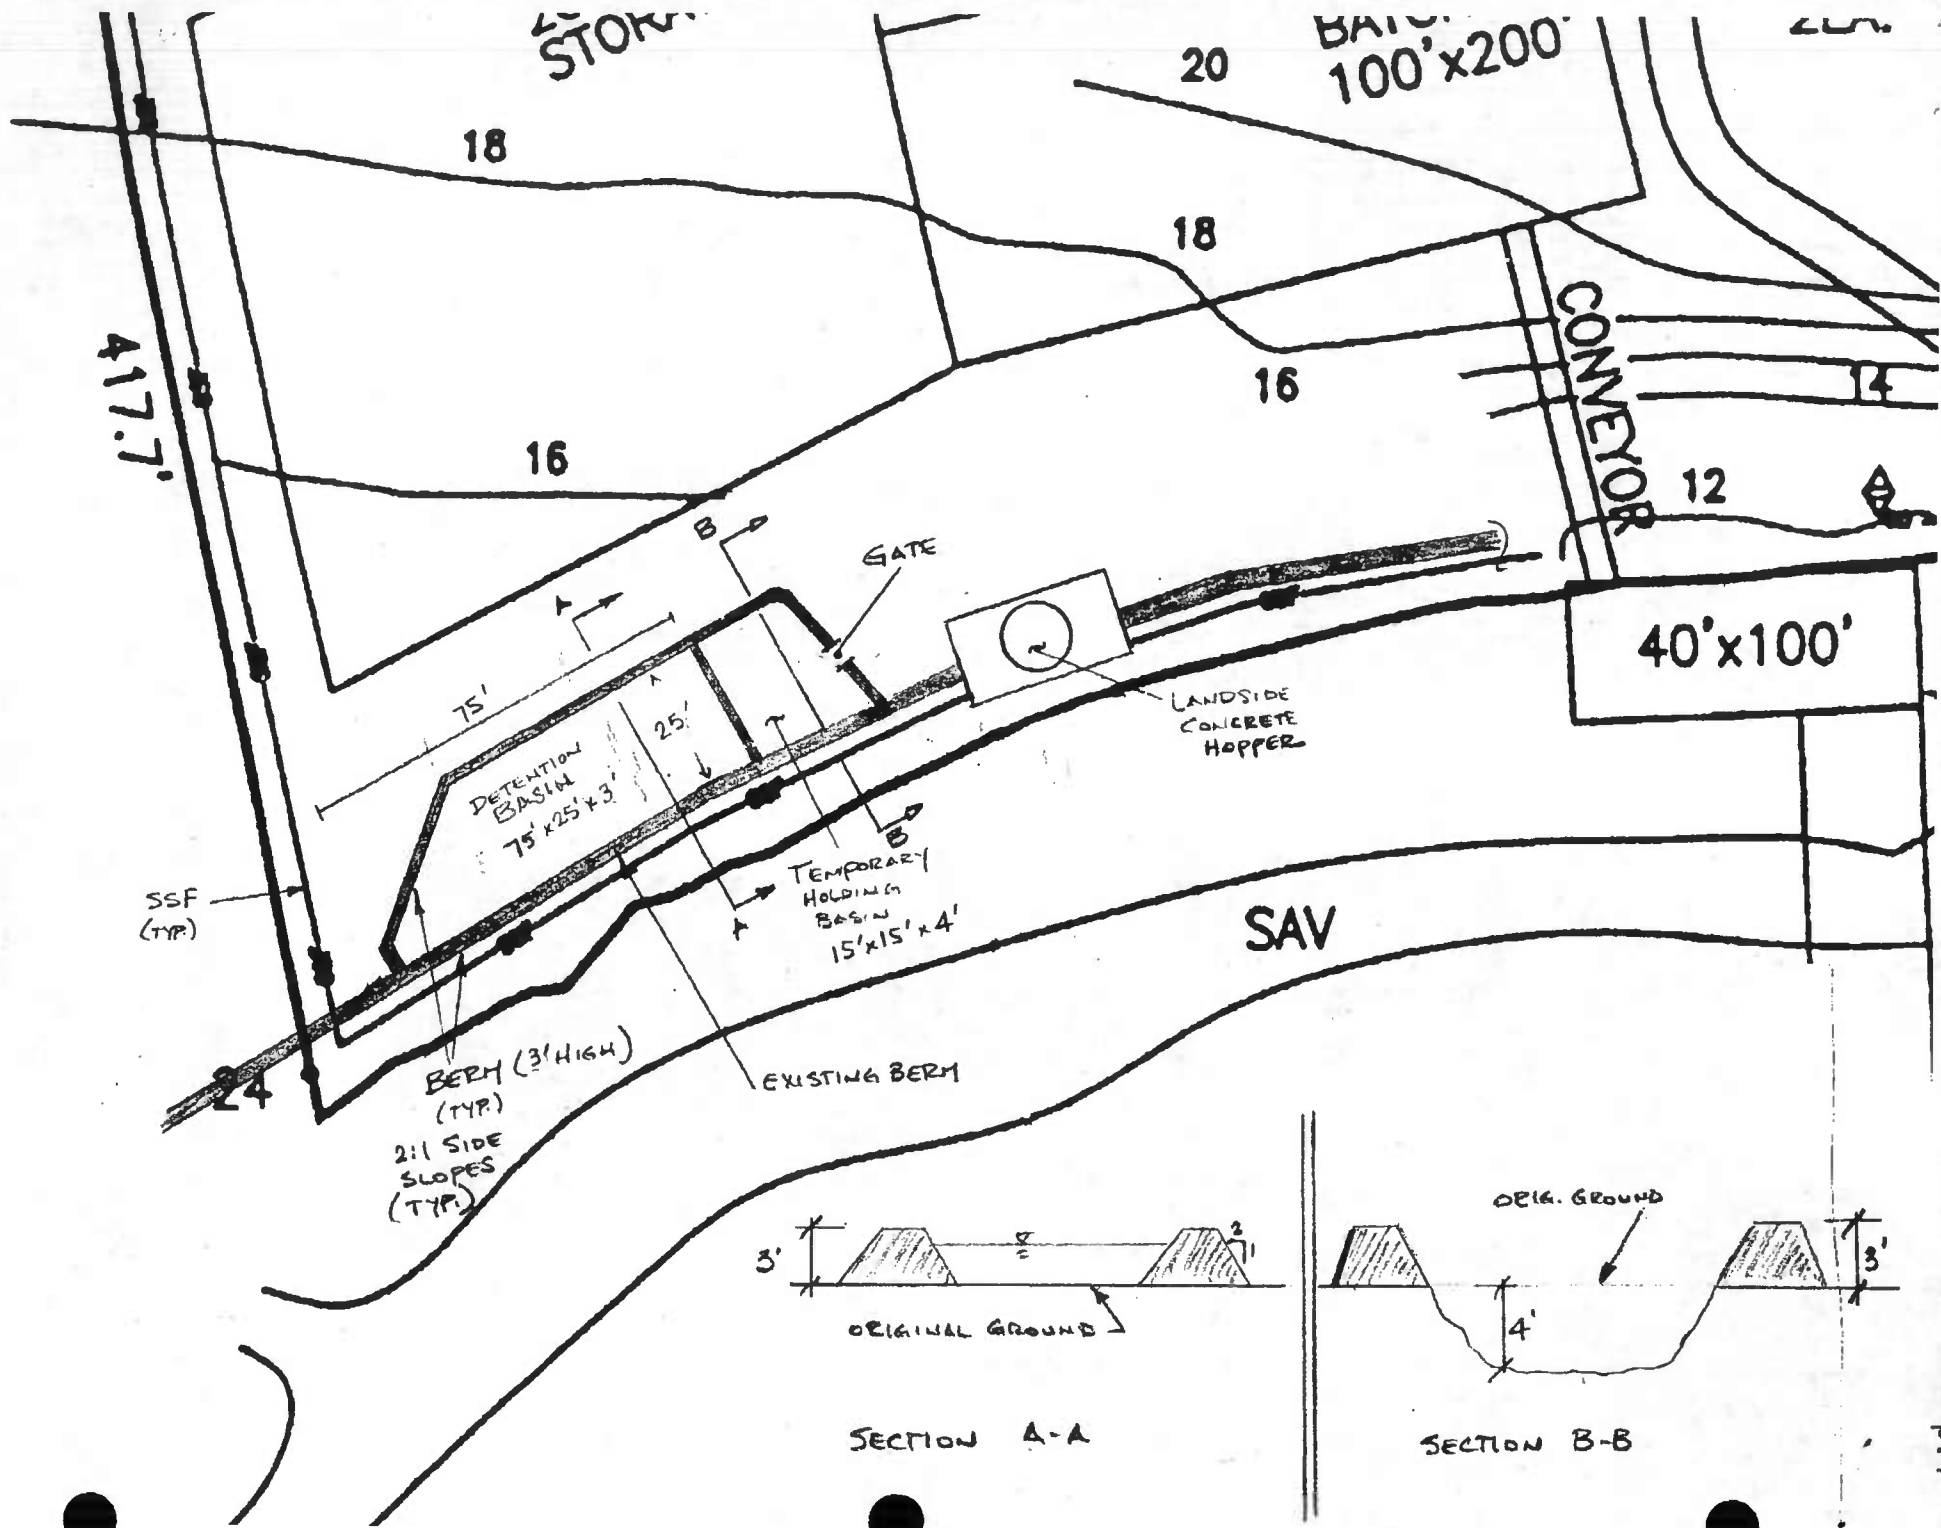 100'x200'
20
18
18
417.7'
CONVEYOR
16
14
16
12
A
B
GATE
A
40'x100'
75'
25'
LANDSIDE
CONCRETE
HOPPER
DETENTION
BASIN
75'x25'x3'
B
TEMPORARY
HOLDING
BASIN
15'x15'x4'
SSF
(TYP.)
A
SAV
BERM (3'HIGH)
(TYP.)
2:1 SIDE
SLOPES
(TYP.)
EXISTING BERM
24
ORIG. GROUND
3'
2
1
3'
4'
ORIGINAL GROUND
SECTION A-A
SECTION B-B